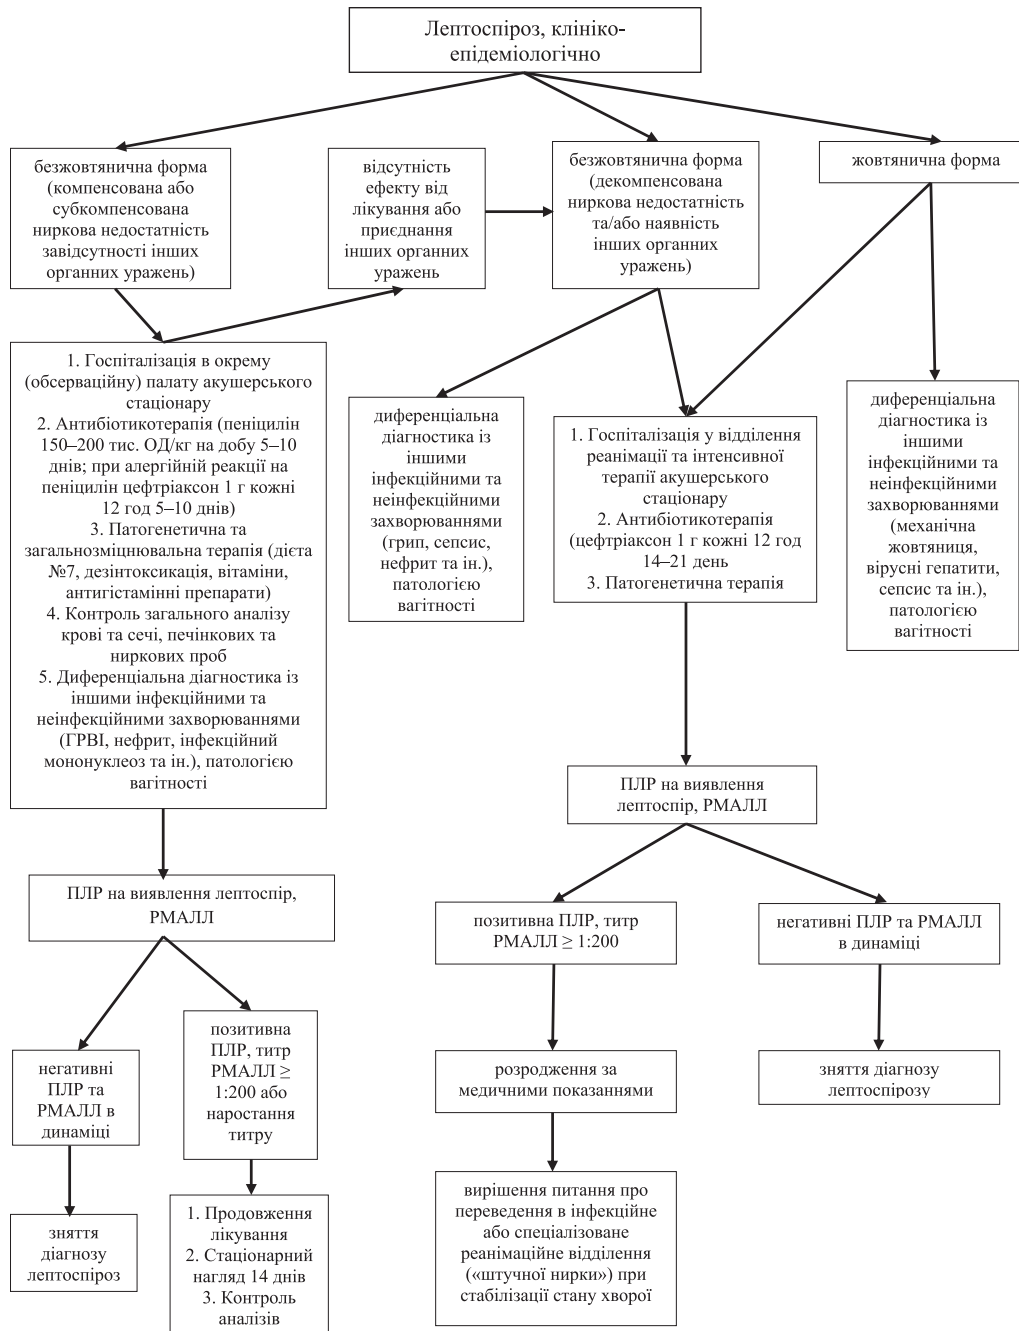 Лептоспіроз, клініко-
епідеміологічно
безжовтянична форма
(компенсована або
субкомпенсована
ниркова недостатність
завідсутності інших
органних уражень)
відсутність
ефекту від
лікування або
приєднання
інших органних
уражень
безжовтянична форма
(декомпенсована
ниркова недостатність
та/або наявність
інших органних
уражень)
жовтянична форма
1. Госпіталізація в окрему
(обсерваційну) палату акушерського
стаціонару
2. Антибіотикотерапія (пеніцилін
150–200 тис. ОД/кг на добу 5–10
днів; при алергійній реакції на
пеніцилін цефтріаксон 1 г кожні
12 год 5–10 днів)
3. Патогенетична та
загальнозміцнювальна терапія (дієта
№7, дезінтоксикація, вітаміни,
антигістамінні препарати)
4. Контроль загального аналізу
крові та сечі, печінкових та
ниркових проб
5. Диференціальна діагностика із
іншими інфекційними та
неінфекційними захворюваннями
(ГРВІ, нефрит, інфекційний
мононуклеоз та ін.), патологією
вагітності
диференціальна
діагностика із
іншими
інфекційними та
неінфекційними
захворюваннями
(грип, сепсис,
нефрит та ін.),
патологією
вагітності
1. Госпіталізація у відділення
реанімації та інтенсивної
терапії акушерського
стаціонару
2. Антибіотикотерапія
(цефтріаксон 1 г кожні 12 год
14–21 день
3. Патогенетична терапія
диференціальна
діагностика із
іншими
інфекційними та
неінфекційними
захворюваннями
(механічна
жовтяниця,
вірусні гепатити,
сепсис та ін.),
патологією
вагітності
ПЛР на виявлення
лептоспір, РМАЛЛ
ПЛР на виявлення лептоспір,
РМАЛЛ
позитивна ПЛР, титр
РМАЛЛ ≥ 1:200
негативні ПЛР та РМАЛЛ
в динаміці
негативні
ПЛР та
РМАЛЛ в
динаміці
позитивна
ПЛР, титр
РМАЛЛ ≥
1:200 або
наростання
титру
розродження за
медичними показаннями
зняття діагнозу
лептоспірозу
зняття
діагнозу
лептоспіроз
1. Продовження
лікування
2. Стаціонарний
нагляд 14 днів
3. Контроль
аналізів
вирішення питання про
переведення в інфекційне
або спеціалізоване
реанімаційне відділення
(«штучної нирки») при
стабілізації стану хворої